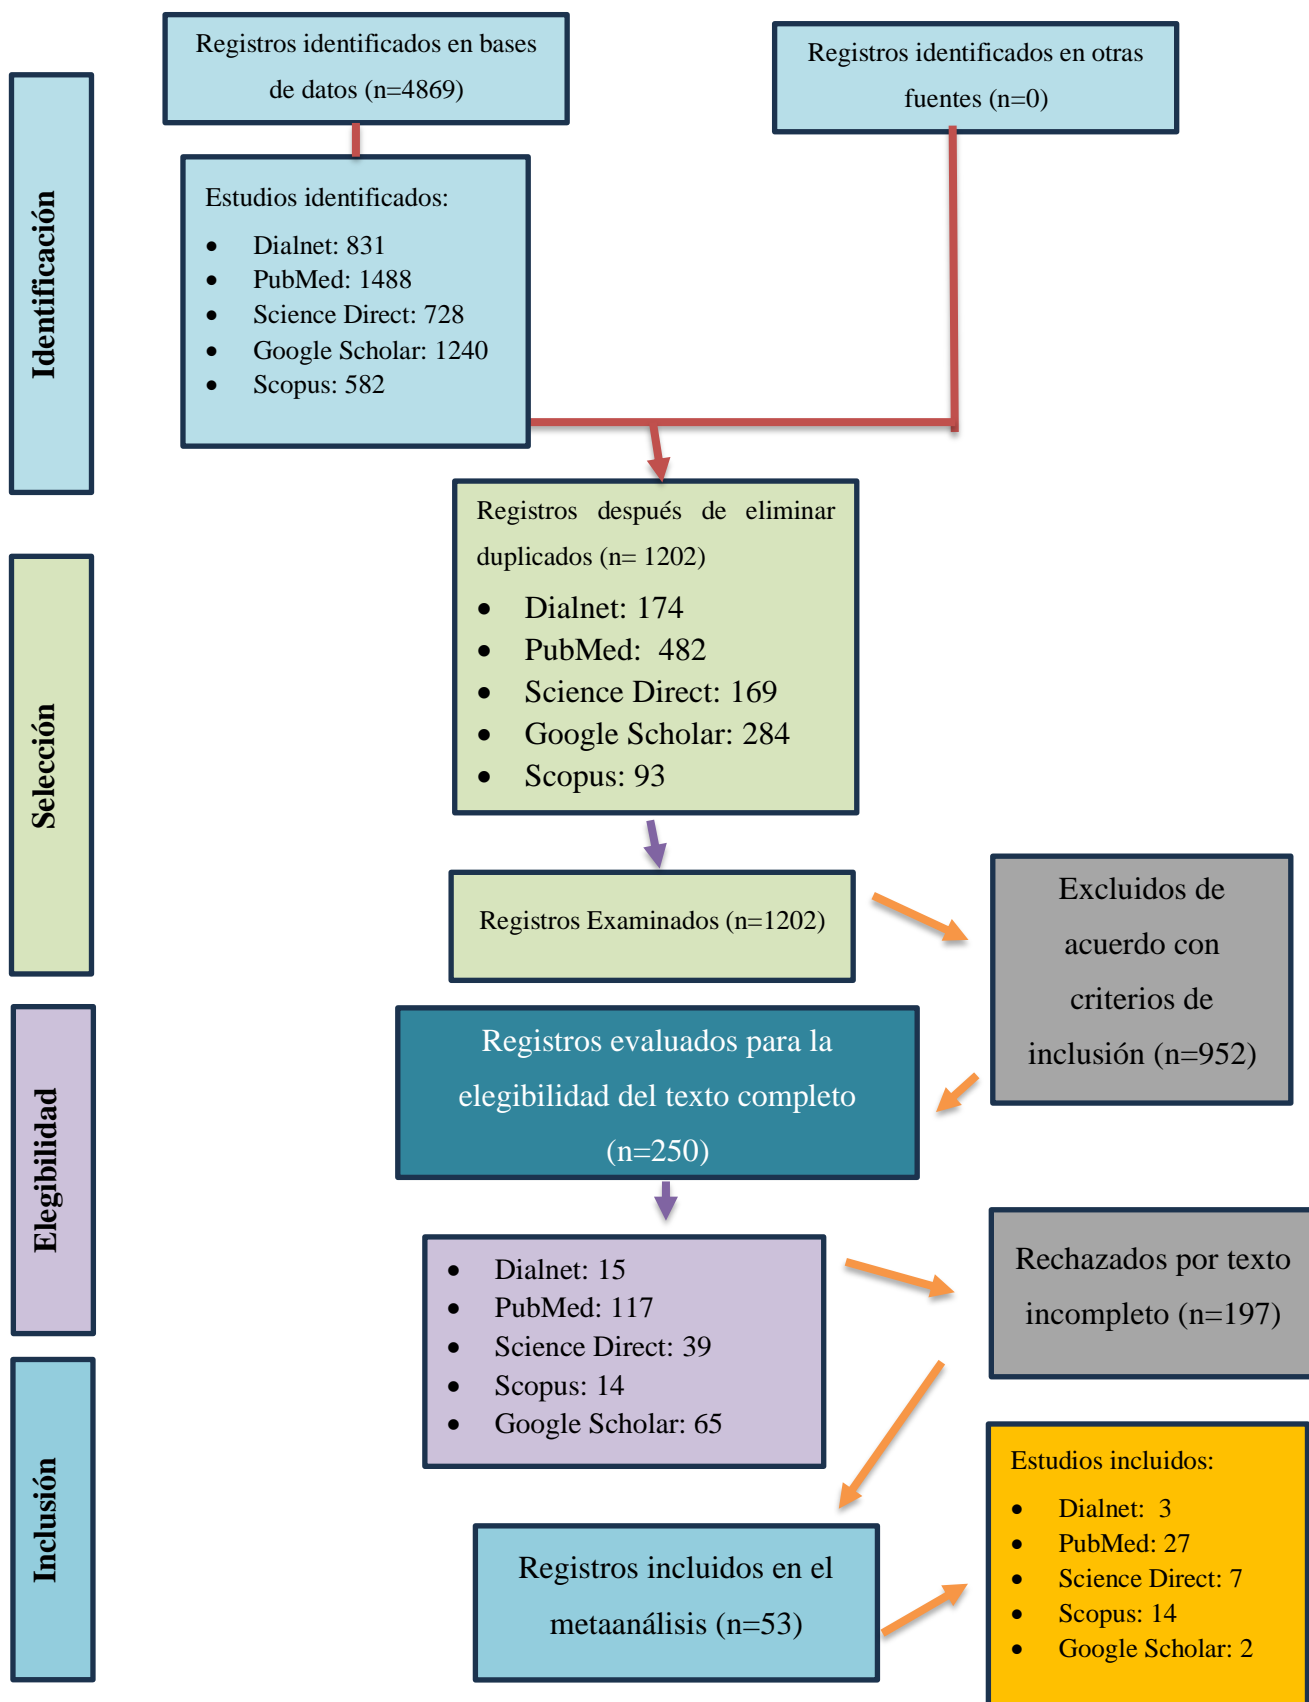 Registros identificados en bases
de datos (n=4869)
Registros identificados en otras
fuentes (n=0)
Identificación
Estudios identificados:
• Dialnet: 831
• PubMed: 1488
• Science Direct: 728
• Google Scholar: 1240
• Scopus: 582
Selección
Registros después de eliminar
duplicados (n= 1202)
• Dialnet: 174
• PubMed: 482
• Science Direct: 169
• Google Scholar: 284
• Scopus: 93
Registros Examinados (n=1202)
Excluidos de
acuerdo con
criterios de
inclusión (n=952)
Elegibilidad
Registros evaluados para la
elegibilidad del texto completo
(n=250)
• Dialnet: 15
• PubMed: 117
• Science Direct: 39
• Scopus: 14
• Google Scholar: 65
Rechazados por texto
incompleto (n=197)
Inclusión
Registros incluidos en el
metaanálisis (n=53)
Estudios incluidos:
• Dialnet: 3
• PubMed: 27
• Science Direct: 7
• Scopus: 14
• Google Scholar: 2